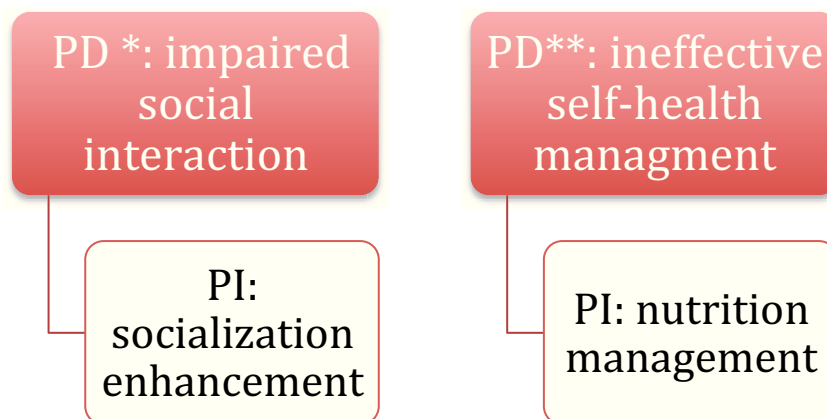 PD *: impaired
social
interaction
PI:
socialization
enhancement
PD**: ineffective
self-health
managment
PI: nutrition
management